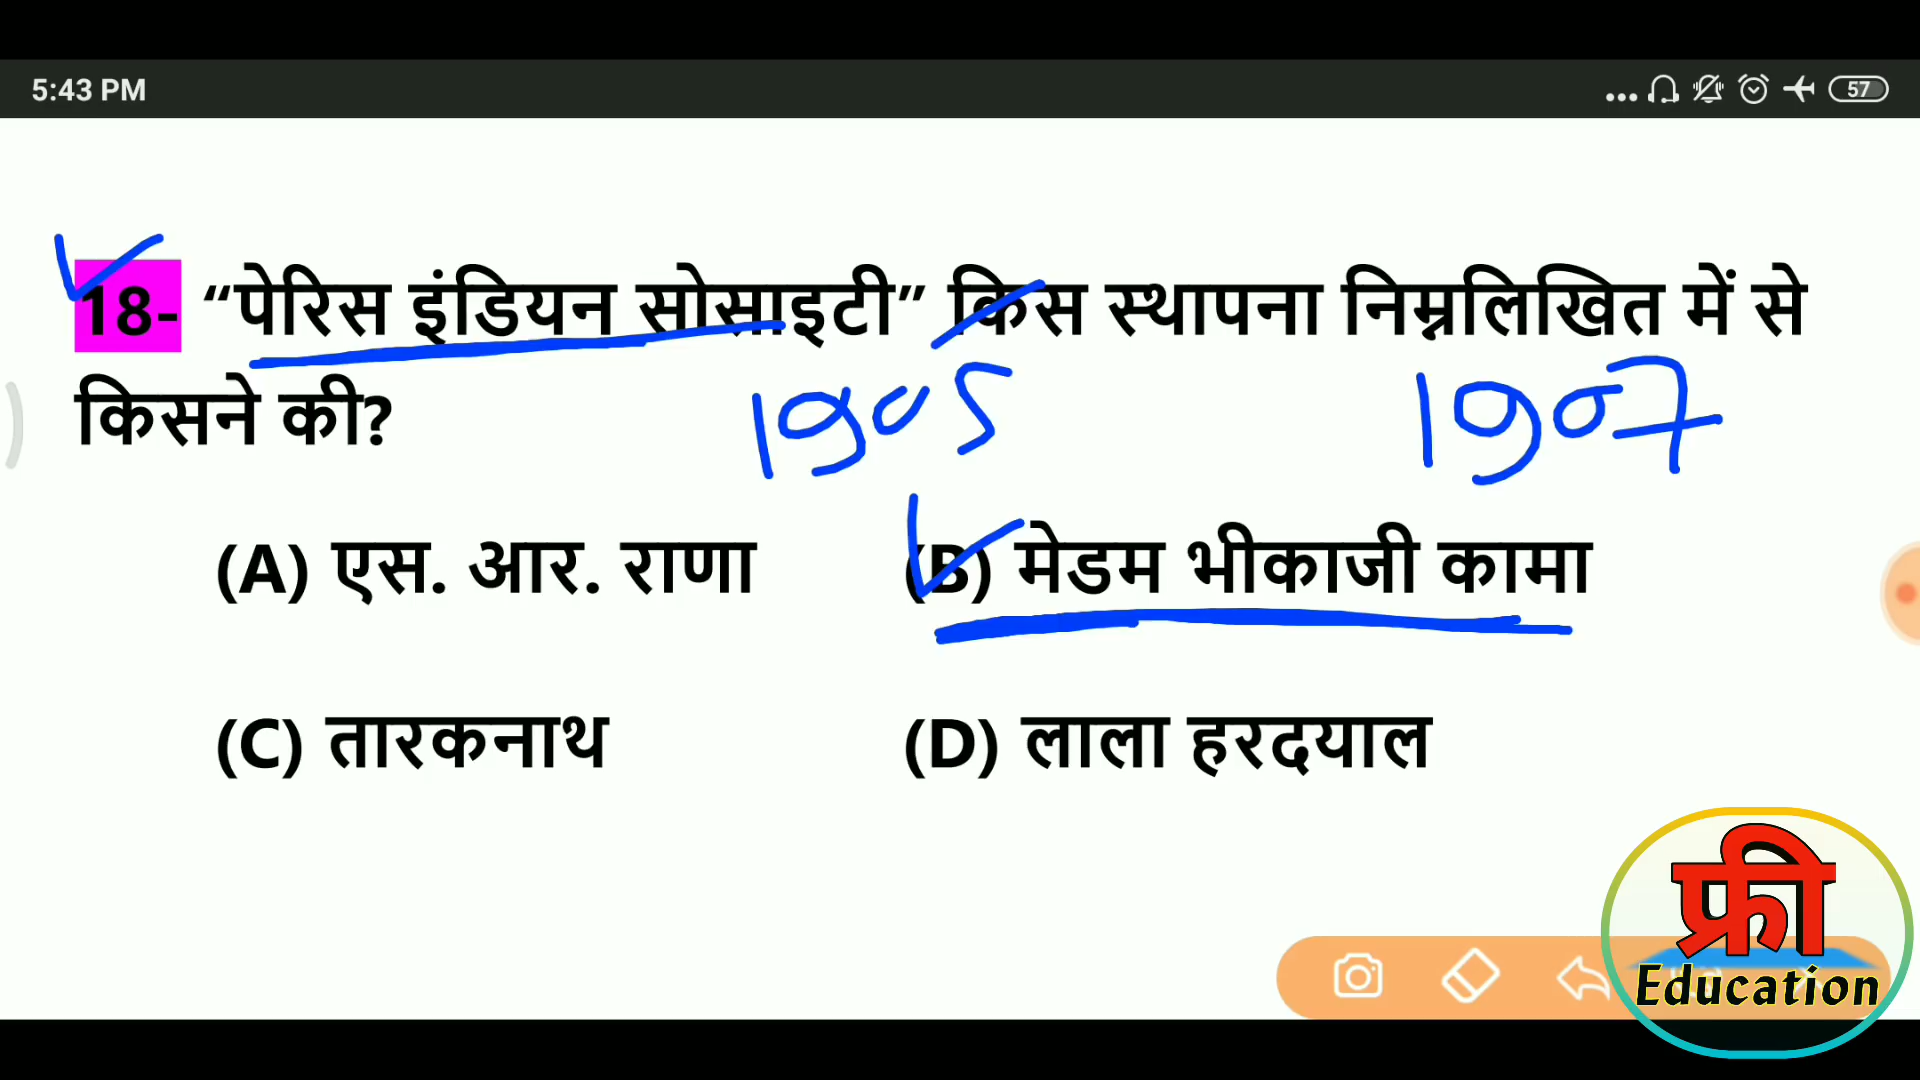 5:43 PM
57
18- “पेरिस इंडियन सोसाइटी” किस स्थापना निम्नलिखित में से
किसने की?
1905
1907
(A) एस. आर. राणा
(B) मेडम भीकाजी कामा
(C) तारकनाथ
(D) लाला हरदयाल
फ्री
Education